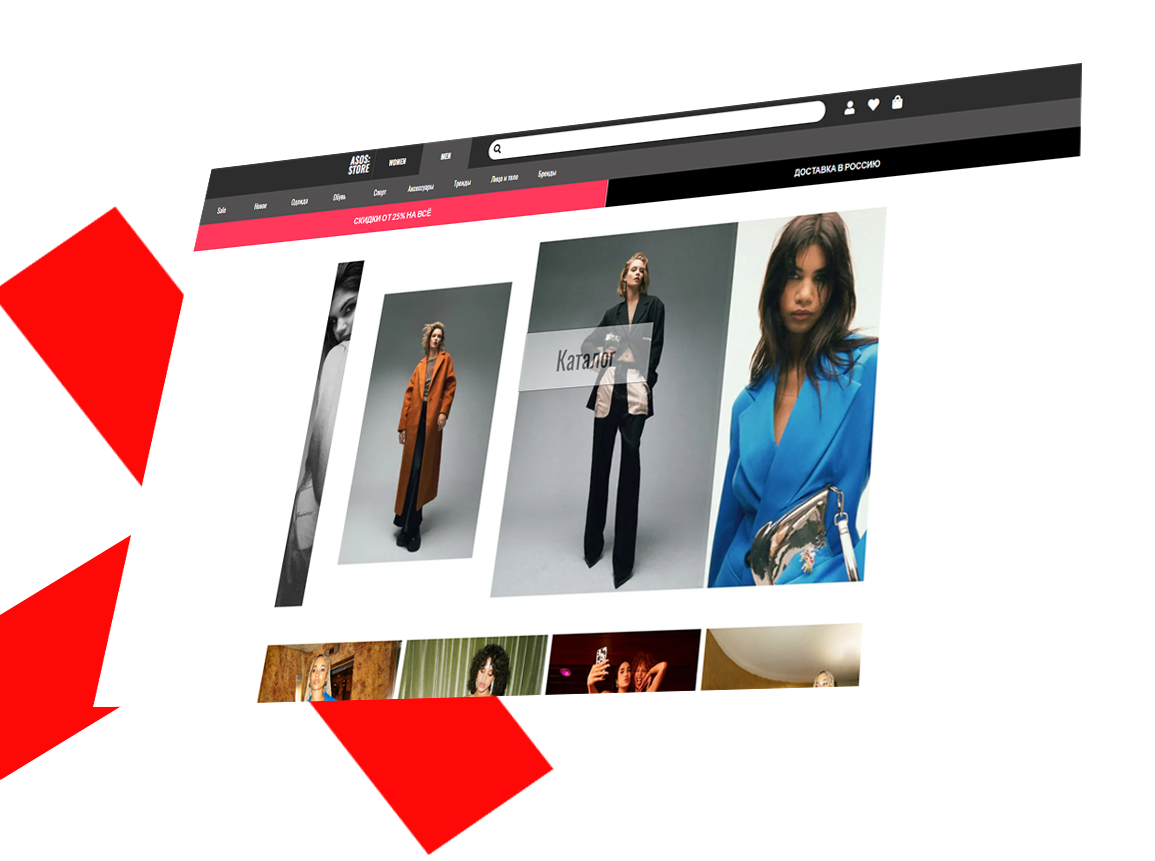 ASOS:
STORE
WOMEN
MEN
Sale
Новое
Одежда
Обувь
Спорт
Аксессуары
Тренды
Лицо и тело
Бренды
СКИДКИ ОТ 25% НА ВСЁ
ДОСТАВКА В РОССИЮ
Каталог